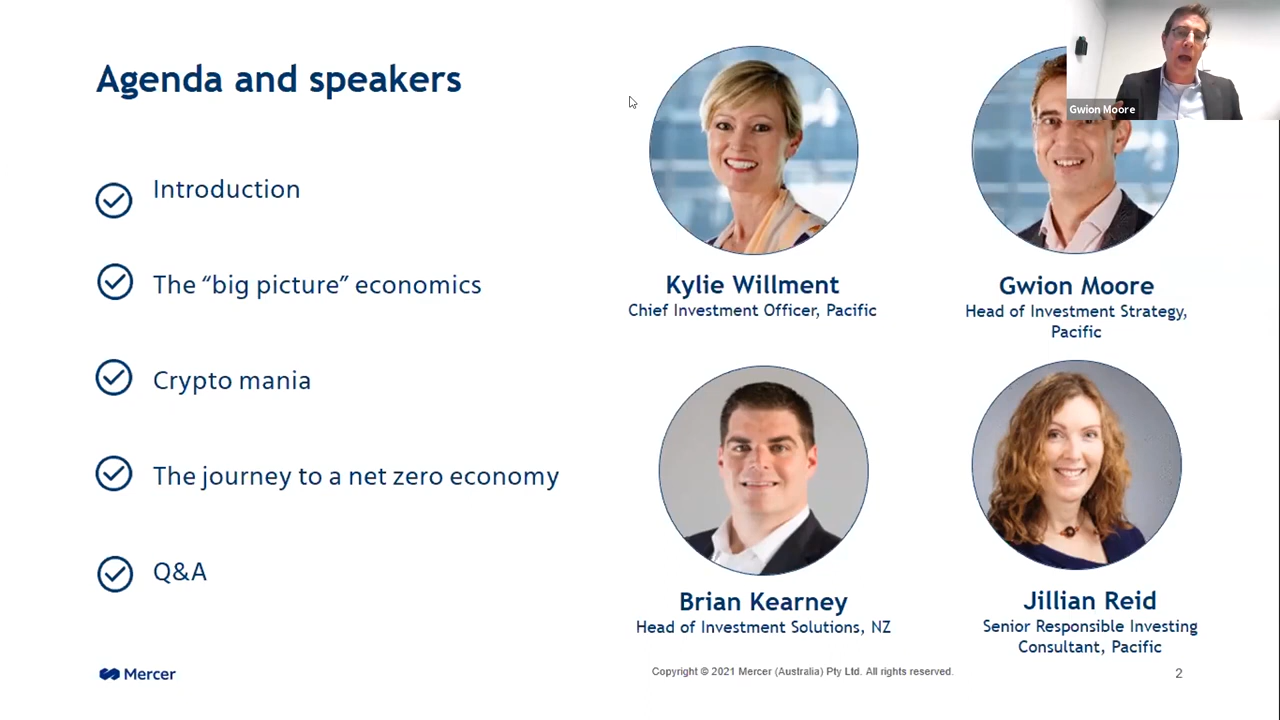 Agenda and speakers
Introduction
The “big picture” economics
Crypto mania
The journey to a net zero economy
Q&A
Gwion Moore
Kylie Willment
Chief Investment Officer, Pacific
Gwion Moore
Head of Investment Strategy,
Pacific
Brian Kearney
Head of Investment Solutions, NZ
Jillian Reid
Senior Responsible Investing
Consultant, Pacific
Mercer
Copyright © 2021 Mercer (Australia) Pty Ltd. All rights reserved.
2